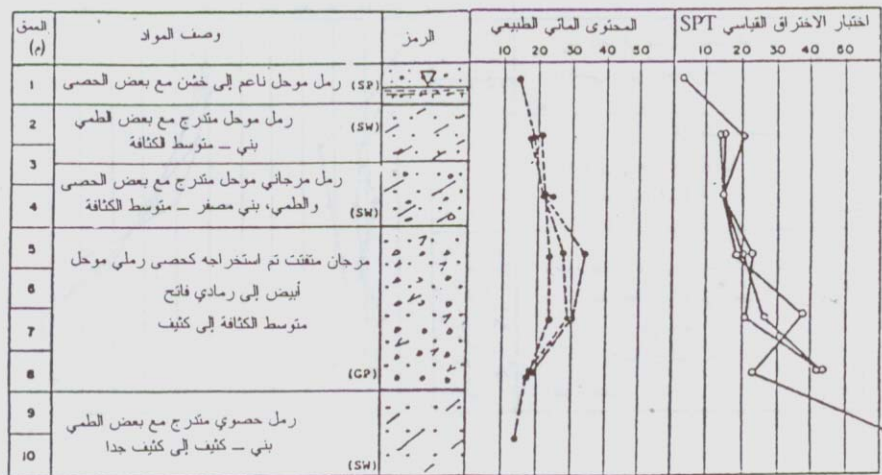 العمق
(م)
وصف المواد
الرمز
المحتوى المائي الطبيعي
10 20 30 40 50
اختبار الاختراق القياسي SPT
10 20 30 40 50 60
1
رمل موحل ناعم إلى خشن مع بعض الحصى (SP)
2
رمل موحل متدرج مع بعض الطمي (SW)
بني – متوسط الكثافة
3
رمل مرجاني موحل متدرج مع بعض الحصى
4
والطمي، بني مصفر – متوسط الكثافة (SW)
5
مرجان متفتت تم استخراجه كحصى رملي موحل
6
أبيض إلى رمادي فاتح
7
متوسط الكثافة إلى كثيف
8
(GP)
9
رمل حصوي متدرج مع بعض الطمي
بني – كثيف إلى كثيف جدا
10
(SW)